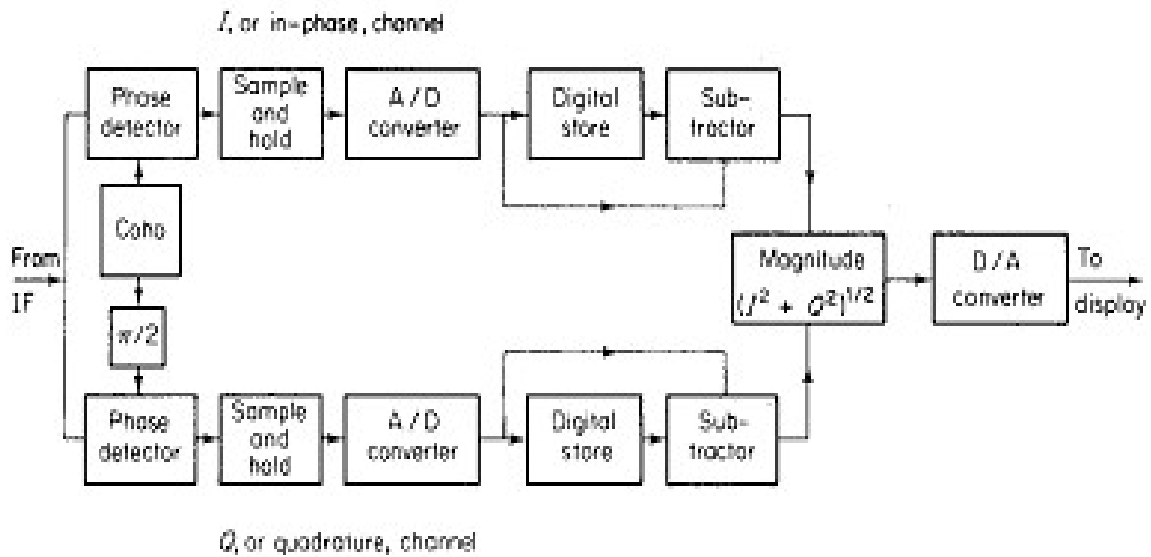 I, or in-phase, channel
Phase
detector
Sample
and
hold
A/D
converter
Digital
store
Sub-
tractor
Coho
From
IF
π/2
Magnitude
(I² + Q²)^1/2
D/A
converter
To
display
Phase
detector
Sample
and
hold
A/D
converter
Digital
store
Sub-
tractor
Q, or quadrature, channel